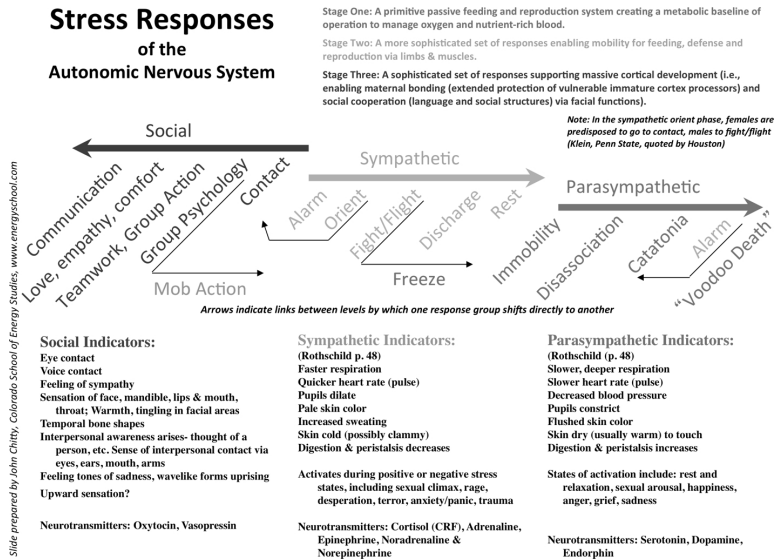 Stress Responses
of the
Autonomic Nervous System
Stage One: A primitive passive feeding and reproduction system creating a metabolic baseline of
operation to manage oxygen and nutrient-rich blood.
Stage Two: A more sophisticated set of responses enabling mobility for feeding, defense and
reproduction via limbs & muscles.
Stage Three: A sophisticated set of responses supporting massive cortical development (i.e.,
enabling maternal bonding (extended protection of vulnerable immature cortex processors) and
social cooperation (language and social structures) via facial functions).
Note: In the sympathetic orient phase, females are
predisposed to go to contact, males to fight/flight
(Klein, Penn State, quoted by Houston)
Social
Communication
Love, empathy, comfort
Teamwork, Group Action
Group Psychology
Contact
Mob Action
Sympathetic
Alarm
Orient
Fight/Flight
Discharge
Rest
Freeze
Parasympathetic
Immobility
Disassociation
Catatonia
Alarm
“Voodoo Death”
Arrows indicate links between levels by which one response group shifts directly to another
Social Indicators:
Eye contact
Voice contact
Feeling of sympathy
Sensation of face, mandible, lips & mouth,
throat; Warmth, tingling in facial areas
Temporal bone shapes
Interpersonal awareness arises- thought of a
person, etc. Sense of interpersonal contact via
eyes, ears, mouth, arms
Feeling tones of sadness, wavelike forms uprising
Upward sensation?
Neurotransmitters: Oxytocin, Vasopressin
Sympathetic Indicators:
(Rothschild p. 48)
Faster respiration
Quicker heart rate (pulse)
Pupils dilate
Pale skin color
Increased sweating
Skin cold (possibly clammy)
Digestion & peristalsis decreases
Activates during positive or negative stress
states, including sexual climax, rage,
desperation, terror, anxiety/panic, trauma
Neurotransmitters: Cortisol (CRF), Adrenaline,
Epinephrine, Noradrenaline &
Norepinephrine
Parasympathetic Indicators:
(Rothschild p. 48)
Slower, deeper respiration
Slower heart rate (pulse)
Decreased blood pressure
Pupils constrict
Flushed skin color
Skin dry (usually warm) to touch
Digestion & peristalsis increases
States of activation include: rest and
relaxation, sexual arousal, happiness,
anger, grief, sadness
Neurotransmitters: Serotonin, Dopamine,
Endorphin
Slide prepared by John Chitty, Colorado School of Energy Studies, www.energyschool.com